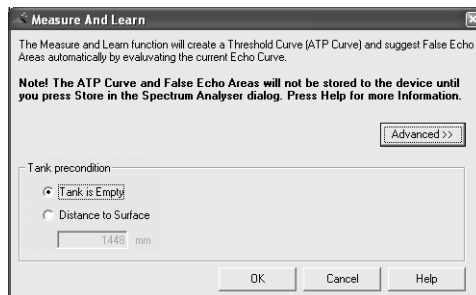 Measure And Learn
The Measure and Learn function will create a Threshold Curve (ATP Curve) and suggest False Echo
Areas automatically by evaluvating the current Echo Curve.
Note! The ATP Curve and False Echo Areas will not be stored to the device until
you press Store in the Spectrum Analyser dialog. Press Help for more Information.
Advanced >>
Tank precondition
Tank is Empty
Distance to Surface
1448 mm
OK Cancel Help